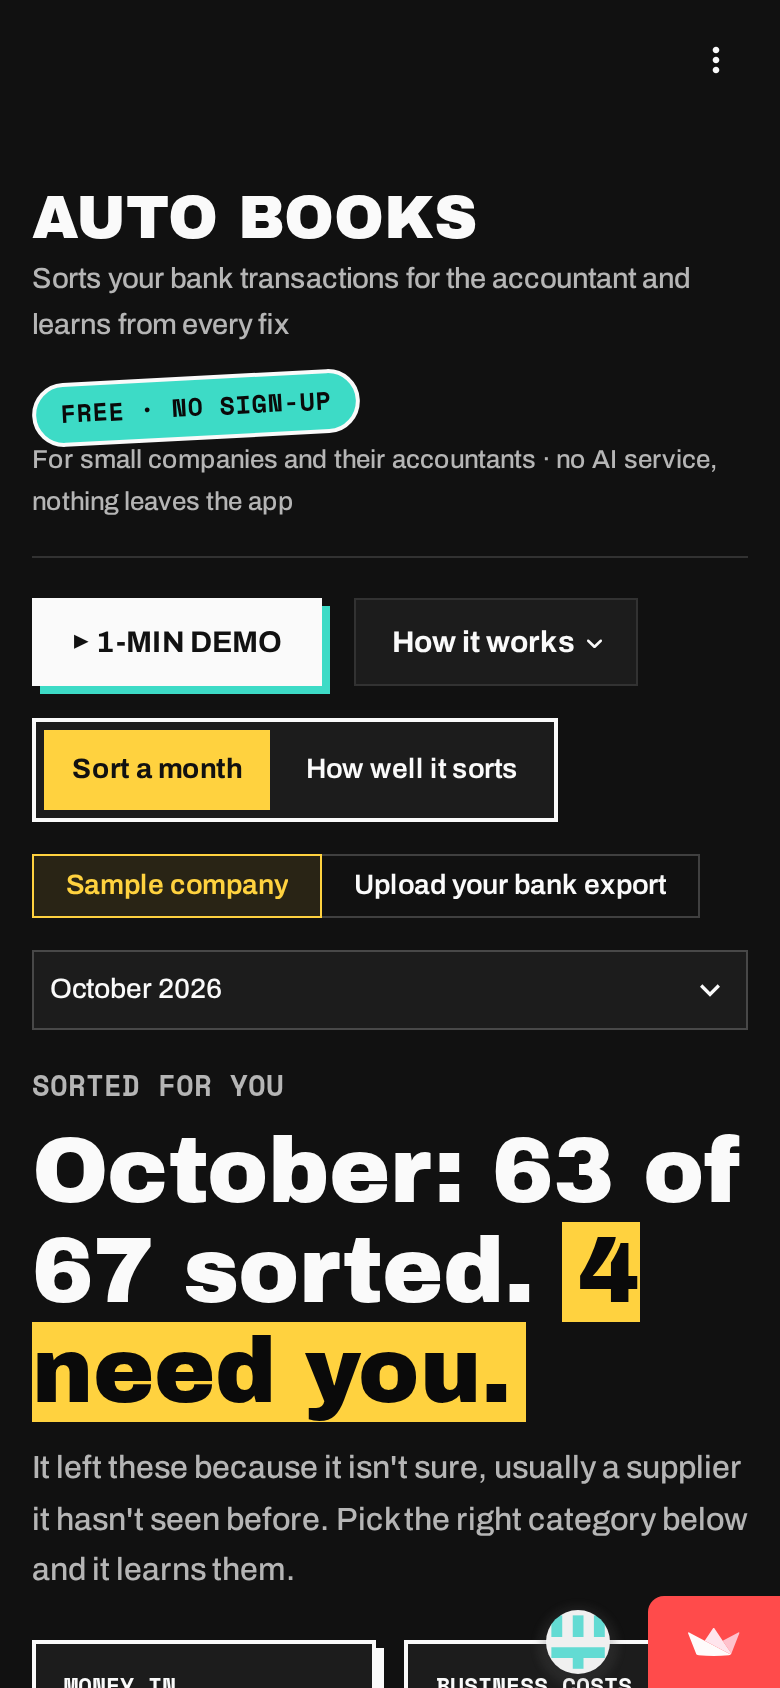 AUTO BOOKS
Sorts your bank transactions for the accountant and
learns from every fix
FREE · NO SIGN-UP
For small companies and their accountants · no AI service,
nothing leaves the app
▶ 1-MIN DEMO
How it works
Sort a month
How well it sorts
Sample company
Upload your bank export
October 2026
SORTED FOR YOU
October: 63 of
67 sorted. 4
need you.
It left these because it isn't sure, usually a supplier
it hasn't seen before. Pick the right category below
and it learns them.
MONEY IN
BUSINESS COSTS